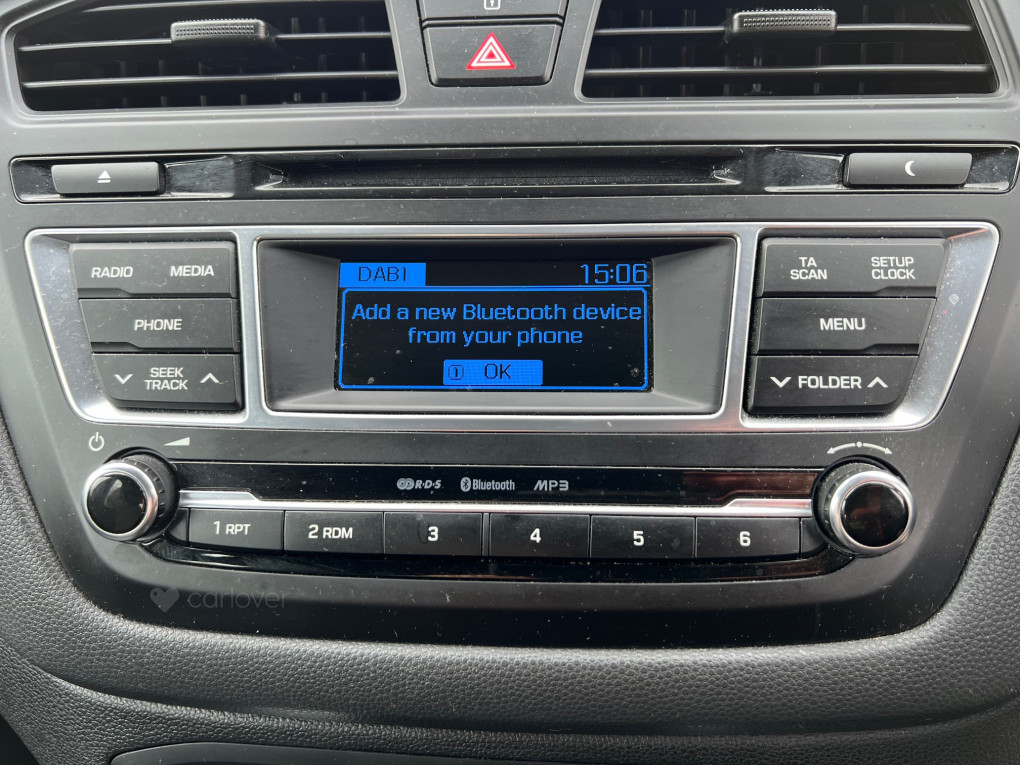 DAB1 15:06
RADIO MEDIA
TA SCAN
SETUP CLOCK
Add a new Bluetooth device
from your phone
PHONE
MENU
1 OK
SEEK
TRACK
FOLDER
R·D·S Bluetooth MP3
1 RPT 2 RDM 3 4 5 6
carlover